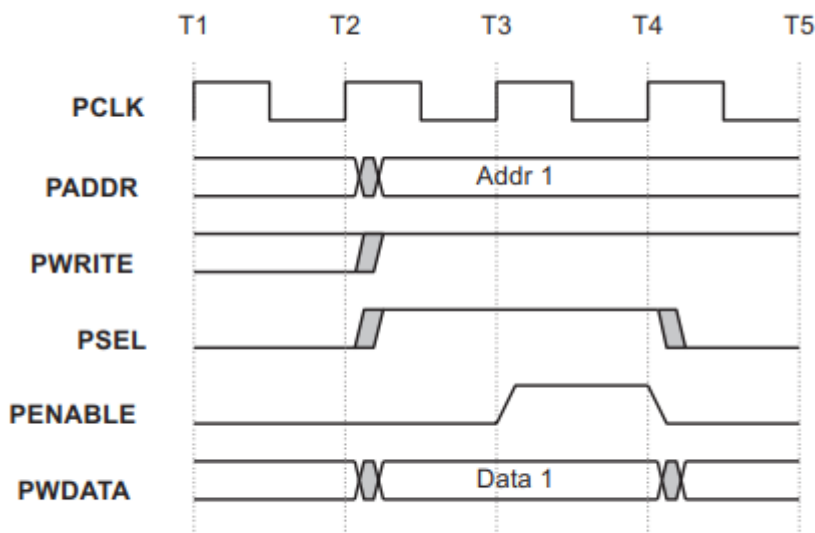 T1 T2 T3 T4 T5
PCLK
PADDR Addr 1
PWRITE
PSEL
PENABLE
PWDATA Data 1